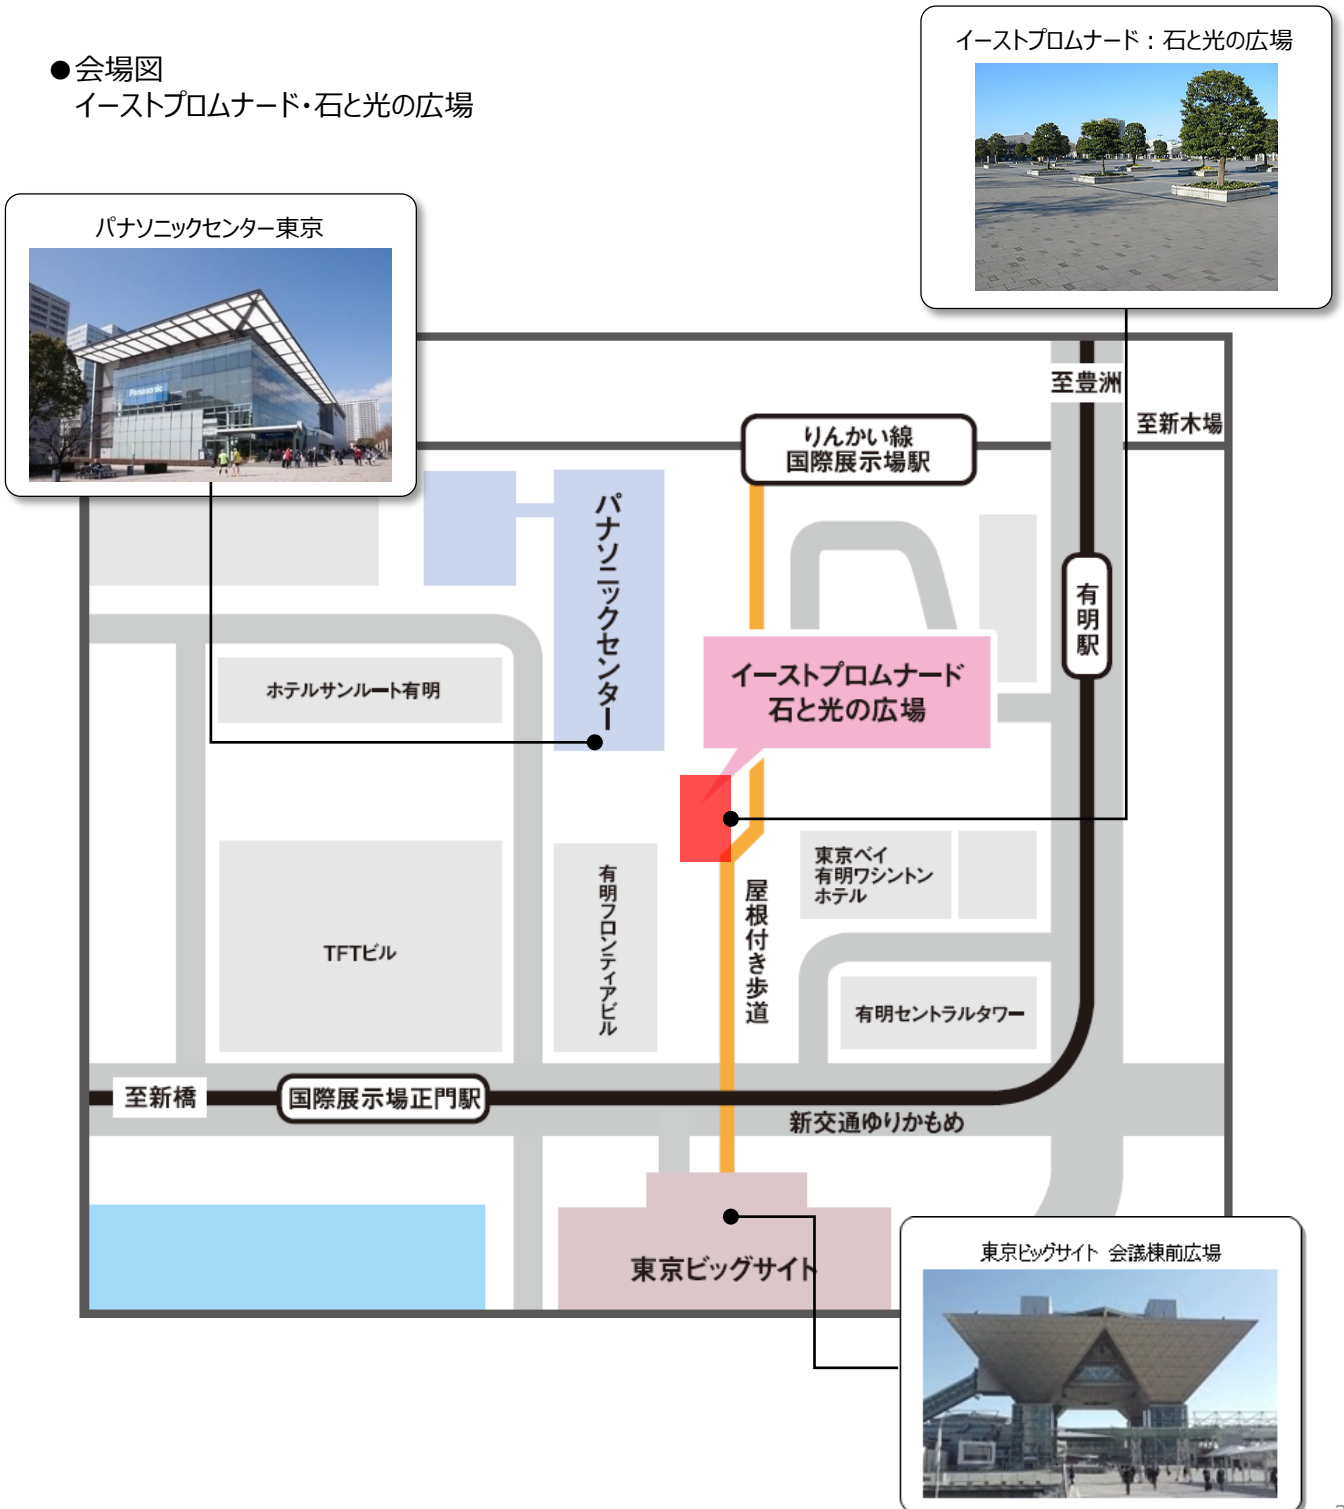 ●会場図
イーストプロムナード・石と光の広場
イーストプロムナード：石と光の広場
パナソニックセンター東京
Panasonic
至豊洲
至新木場
りんかい線
国際展示場駅
パナソニックセンター
有明駅
イーストプロムナード
石と光の広場
ホテルサンルート有明
東京ベイ
有明ワシントン
ホテル
屋根付き歩道
有明フロンティアビル
TFTビル
有明セントラルタワー
至新橋
国際展示場正門駅
新交通ゆりかもめ
東京ビッグサイト
東京ビッグサイト 会議棟前広場